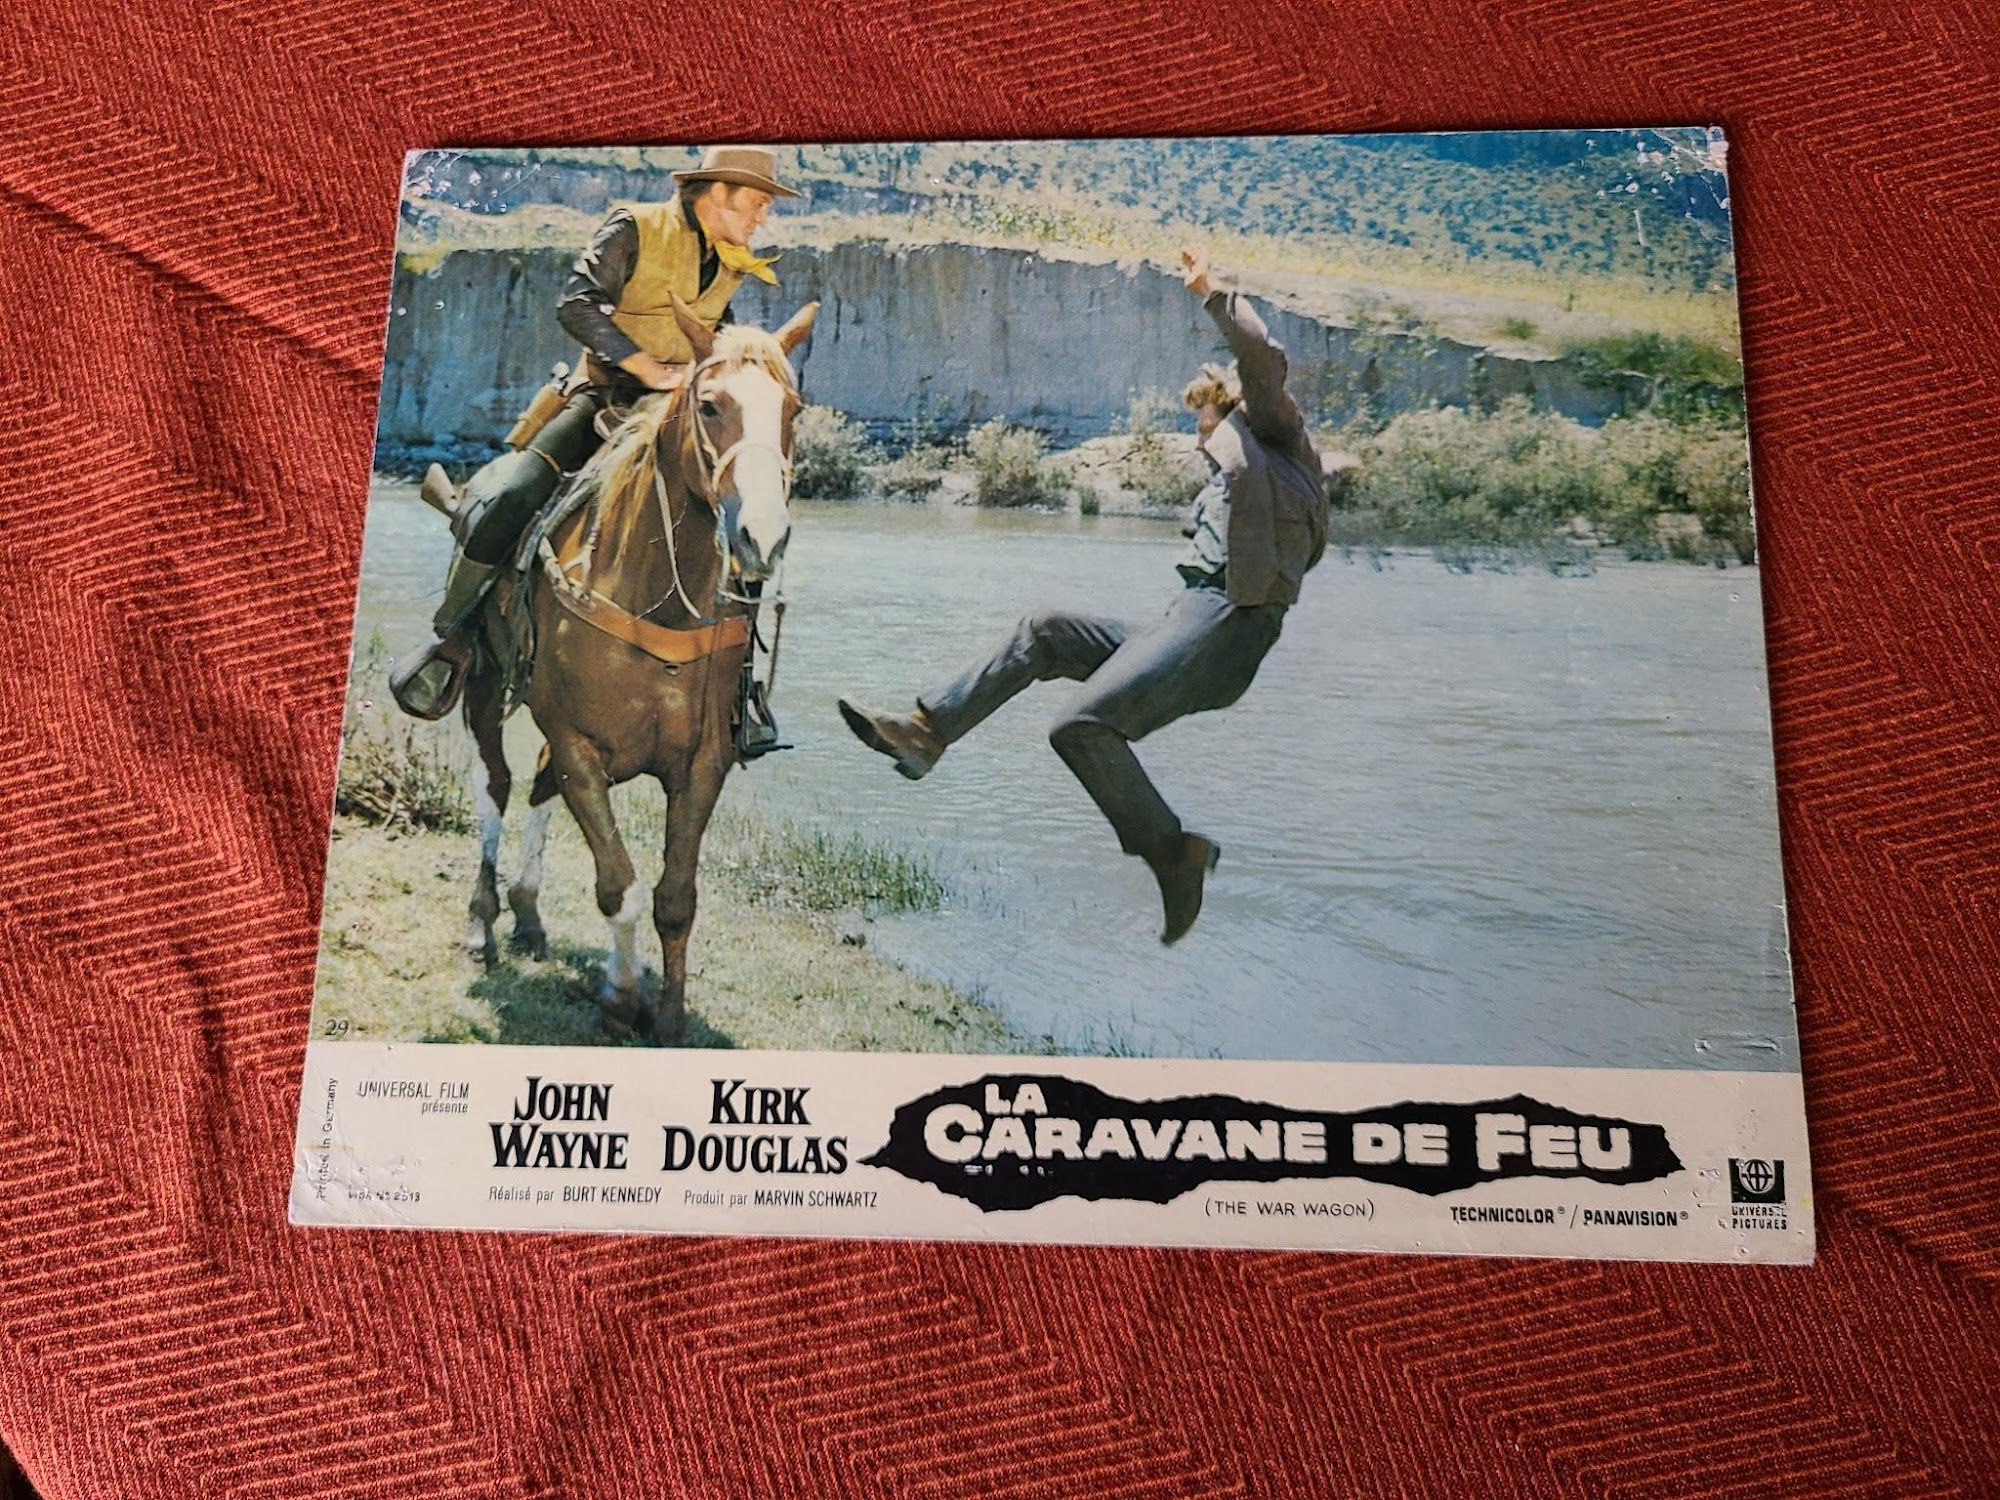 29
Printed in Germany
UNIVERSAL FILM
présente
JOHN
WAYNE
KIRK
DOUGLAS
LA
CARAVANE DE FEU
(THE WAR WAGON)
Réalisé par BURT KENNEDY Produit par MARVIN SCHWARTZ
TECHNICOLOR® / PANAVISION®
UNIVERSAL
PICTURES